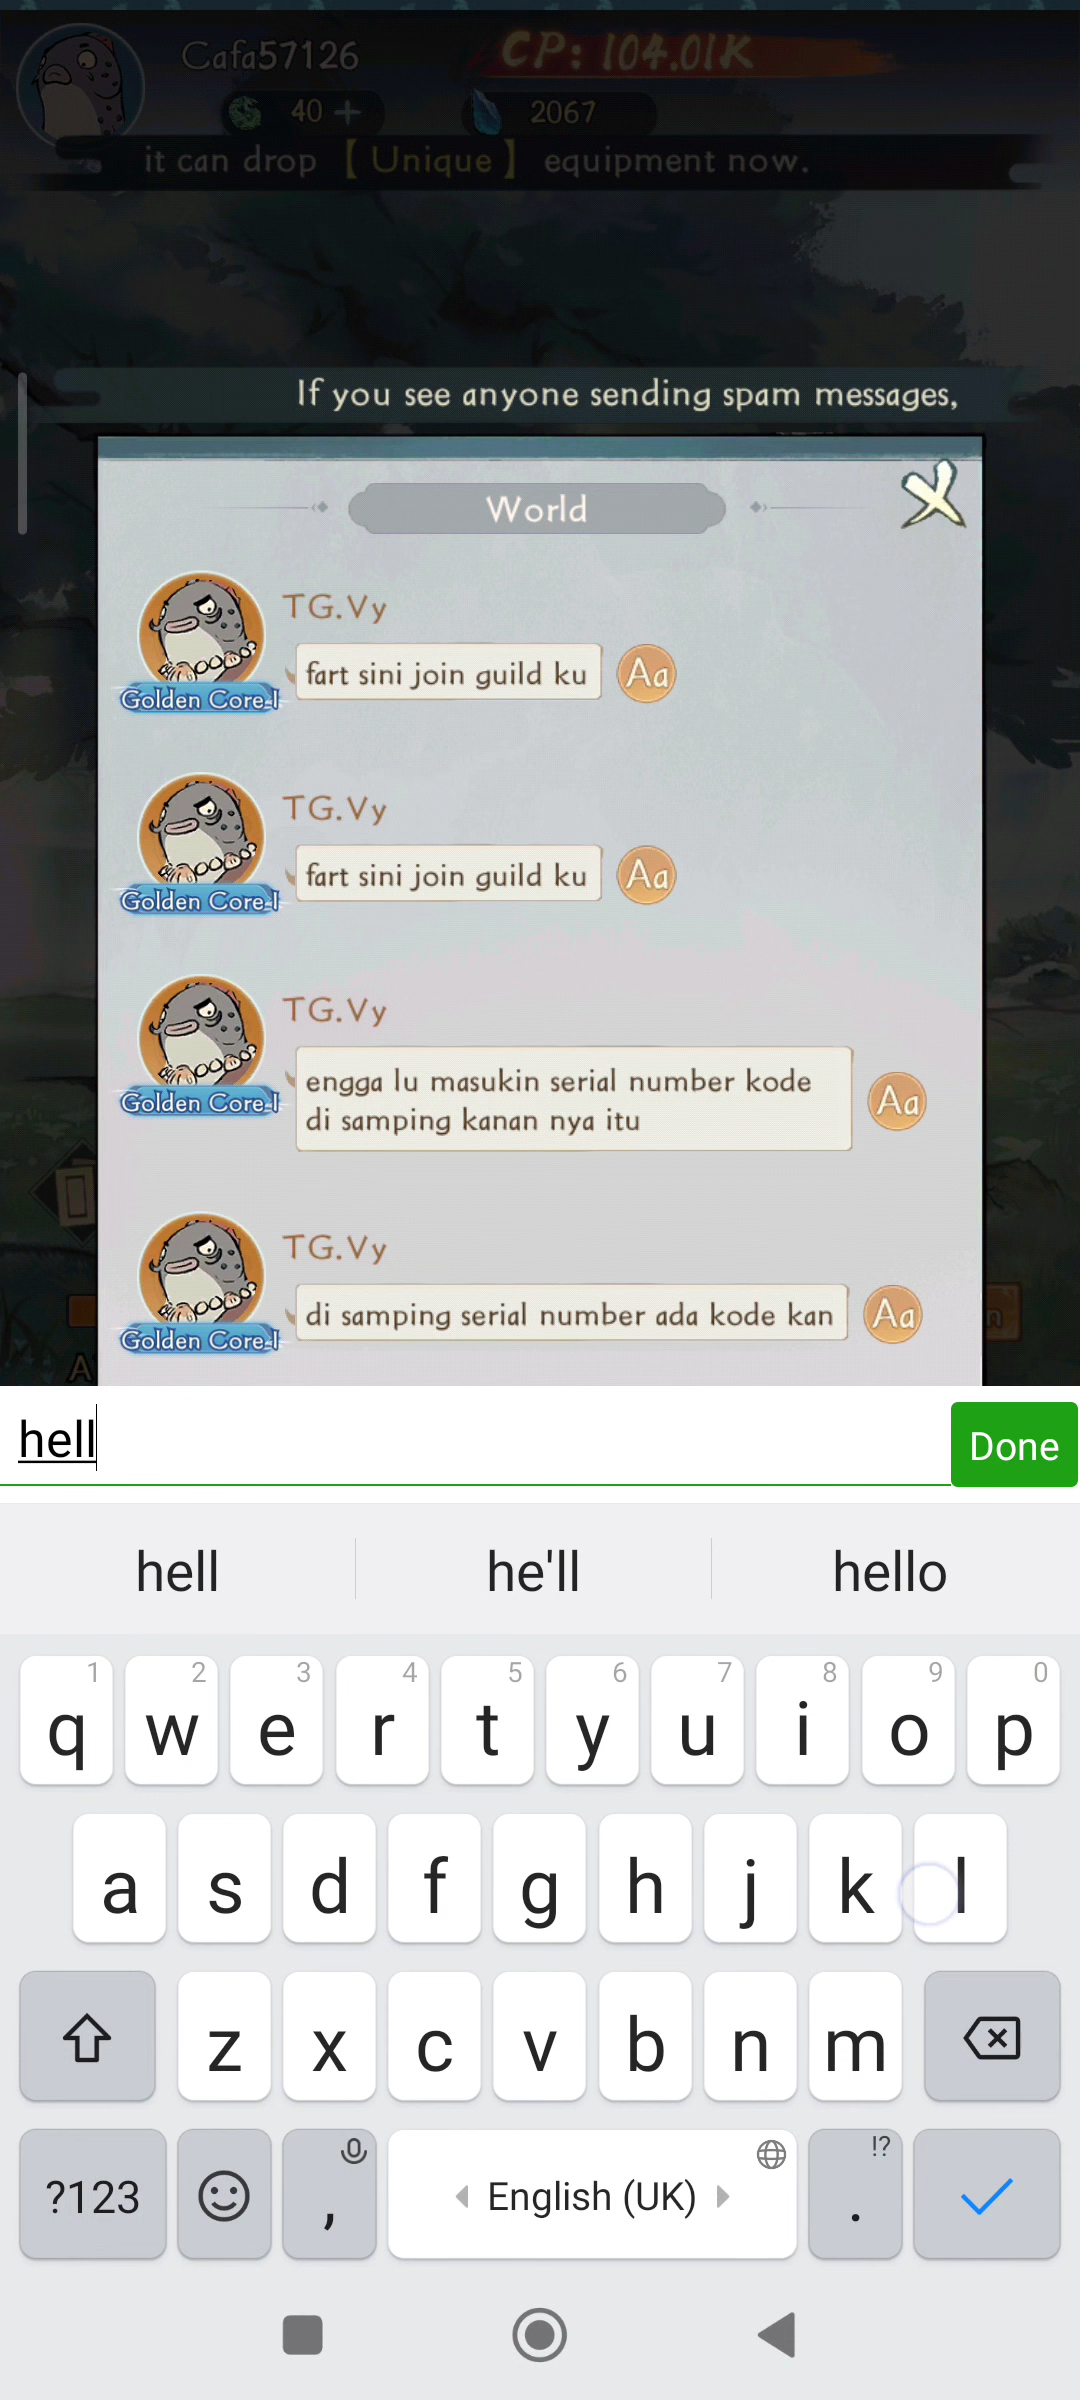 Cafa57126
CP: 104.01K
40
2067
it can drop 【 Unique 】 equipment now.
If you see anyone sending spam messages,
World
TG.Vy
fart sini join guild ku
Aa
Golden Core-I
TG.Vy
fart sini join guild ku
Aa
Golden Core-I
TG.Vy
engga lu masukin serial number kode
di samping kanan nya itu
Aa
Golden Core-I
TG.Vy
di samping serial number ada kode kan
Aa
Golden Core-I
hell
Done
hell he'll hello
1 2 3 4 5 6 7 8 9 0
q w e r t y u i o p
a s d f g h j k l
z x c v b n m
!?
?123 , English (UK) .